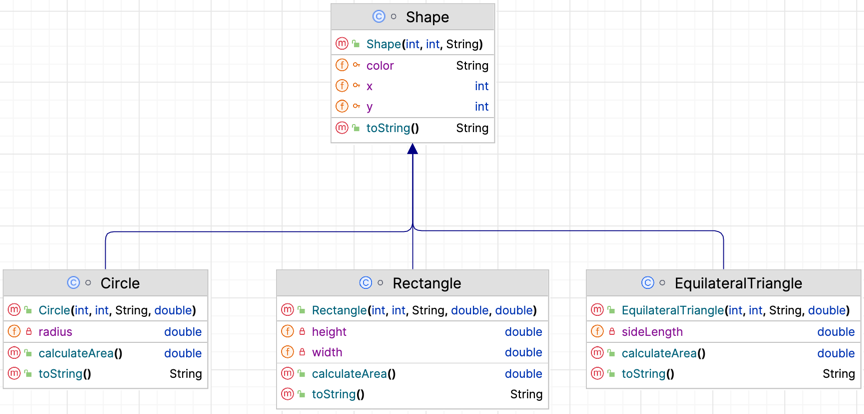 Shape
Shape(int, int, String)
color String
x int
y int
toString() String
Circle
Circle(int, int, String, double)
radius double
calculateArea() double
toString() String
Rectangle
Rectangle(int, int, String, double, double)
height double
width double
calculateArea() double
toString() String
EquilateralTriangle
EquilateralTriangle(int, int, String, double)
sideLength double
calculateArea() double
toString() String